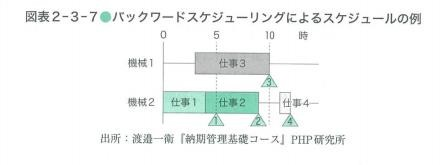 図表2-3-7●バックワードスケジューリングによるスケジュールの例
0 5 10 時
機械1 仕事3
3
機械2 仕事1 仕事2 仕事4
1 2 4
出所：渡邉一衛『納期管理基礎コース』PHP研究所